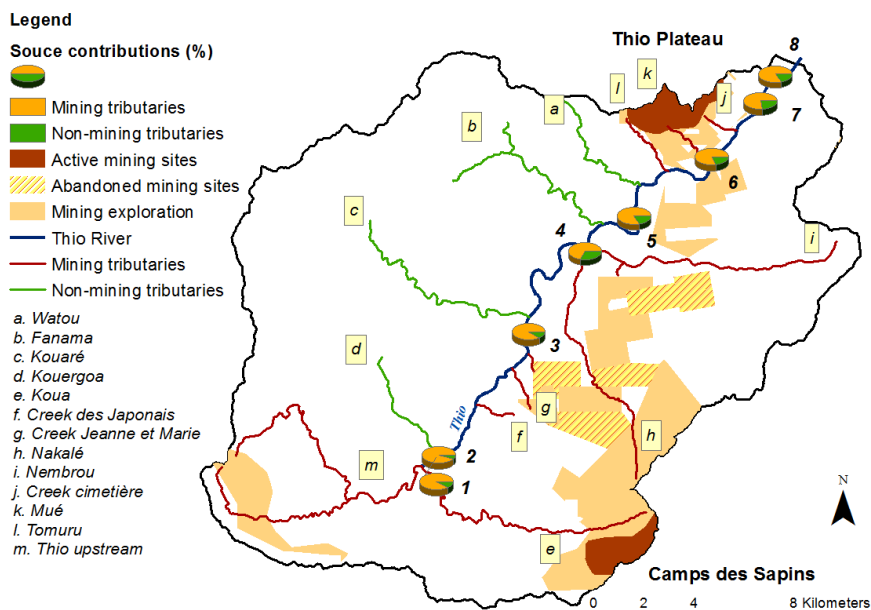 Legend
Souce contributions (%)
Mining tributaries
Non-mining tributaries
Active mining sites
Abandoned mining sites
Mining exploration
Thio River
Mining tributaries
Non-mining tributaries
a. Watou
b. Fanama
c. Kouaré
d. Kouergoa
e. Koua
f. Creek des Japonais
g. Creek Jeanne et Marie
h. Nakalé
i. Nembrou
j. Creek cimetière
k. Mué
l. Tomuru
m. Thio upstream
Thio Plateau
8
l
k
j
7
a
b
6
c
4
5
i
3
d
Thio
g
f
h
m
2
1
e
N
Camps des Sapins
0 2 4 8 Kilometers